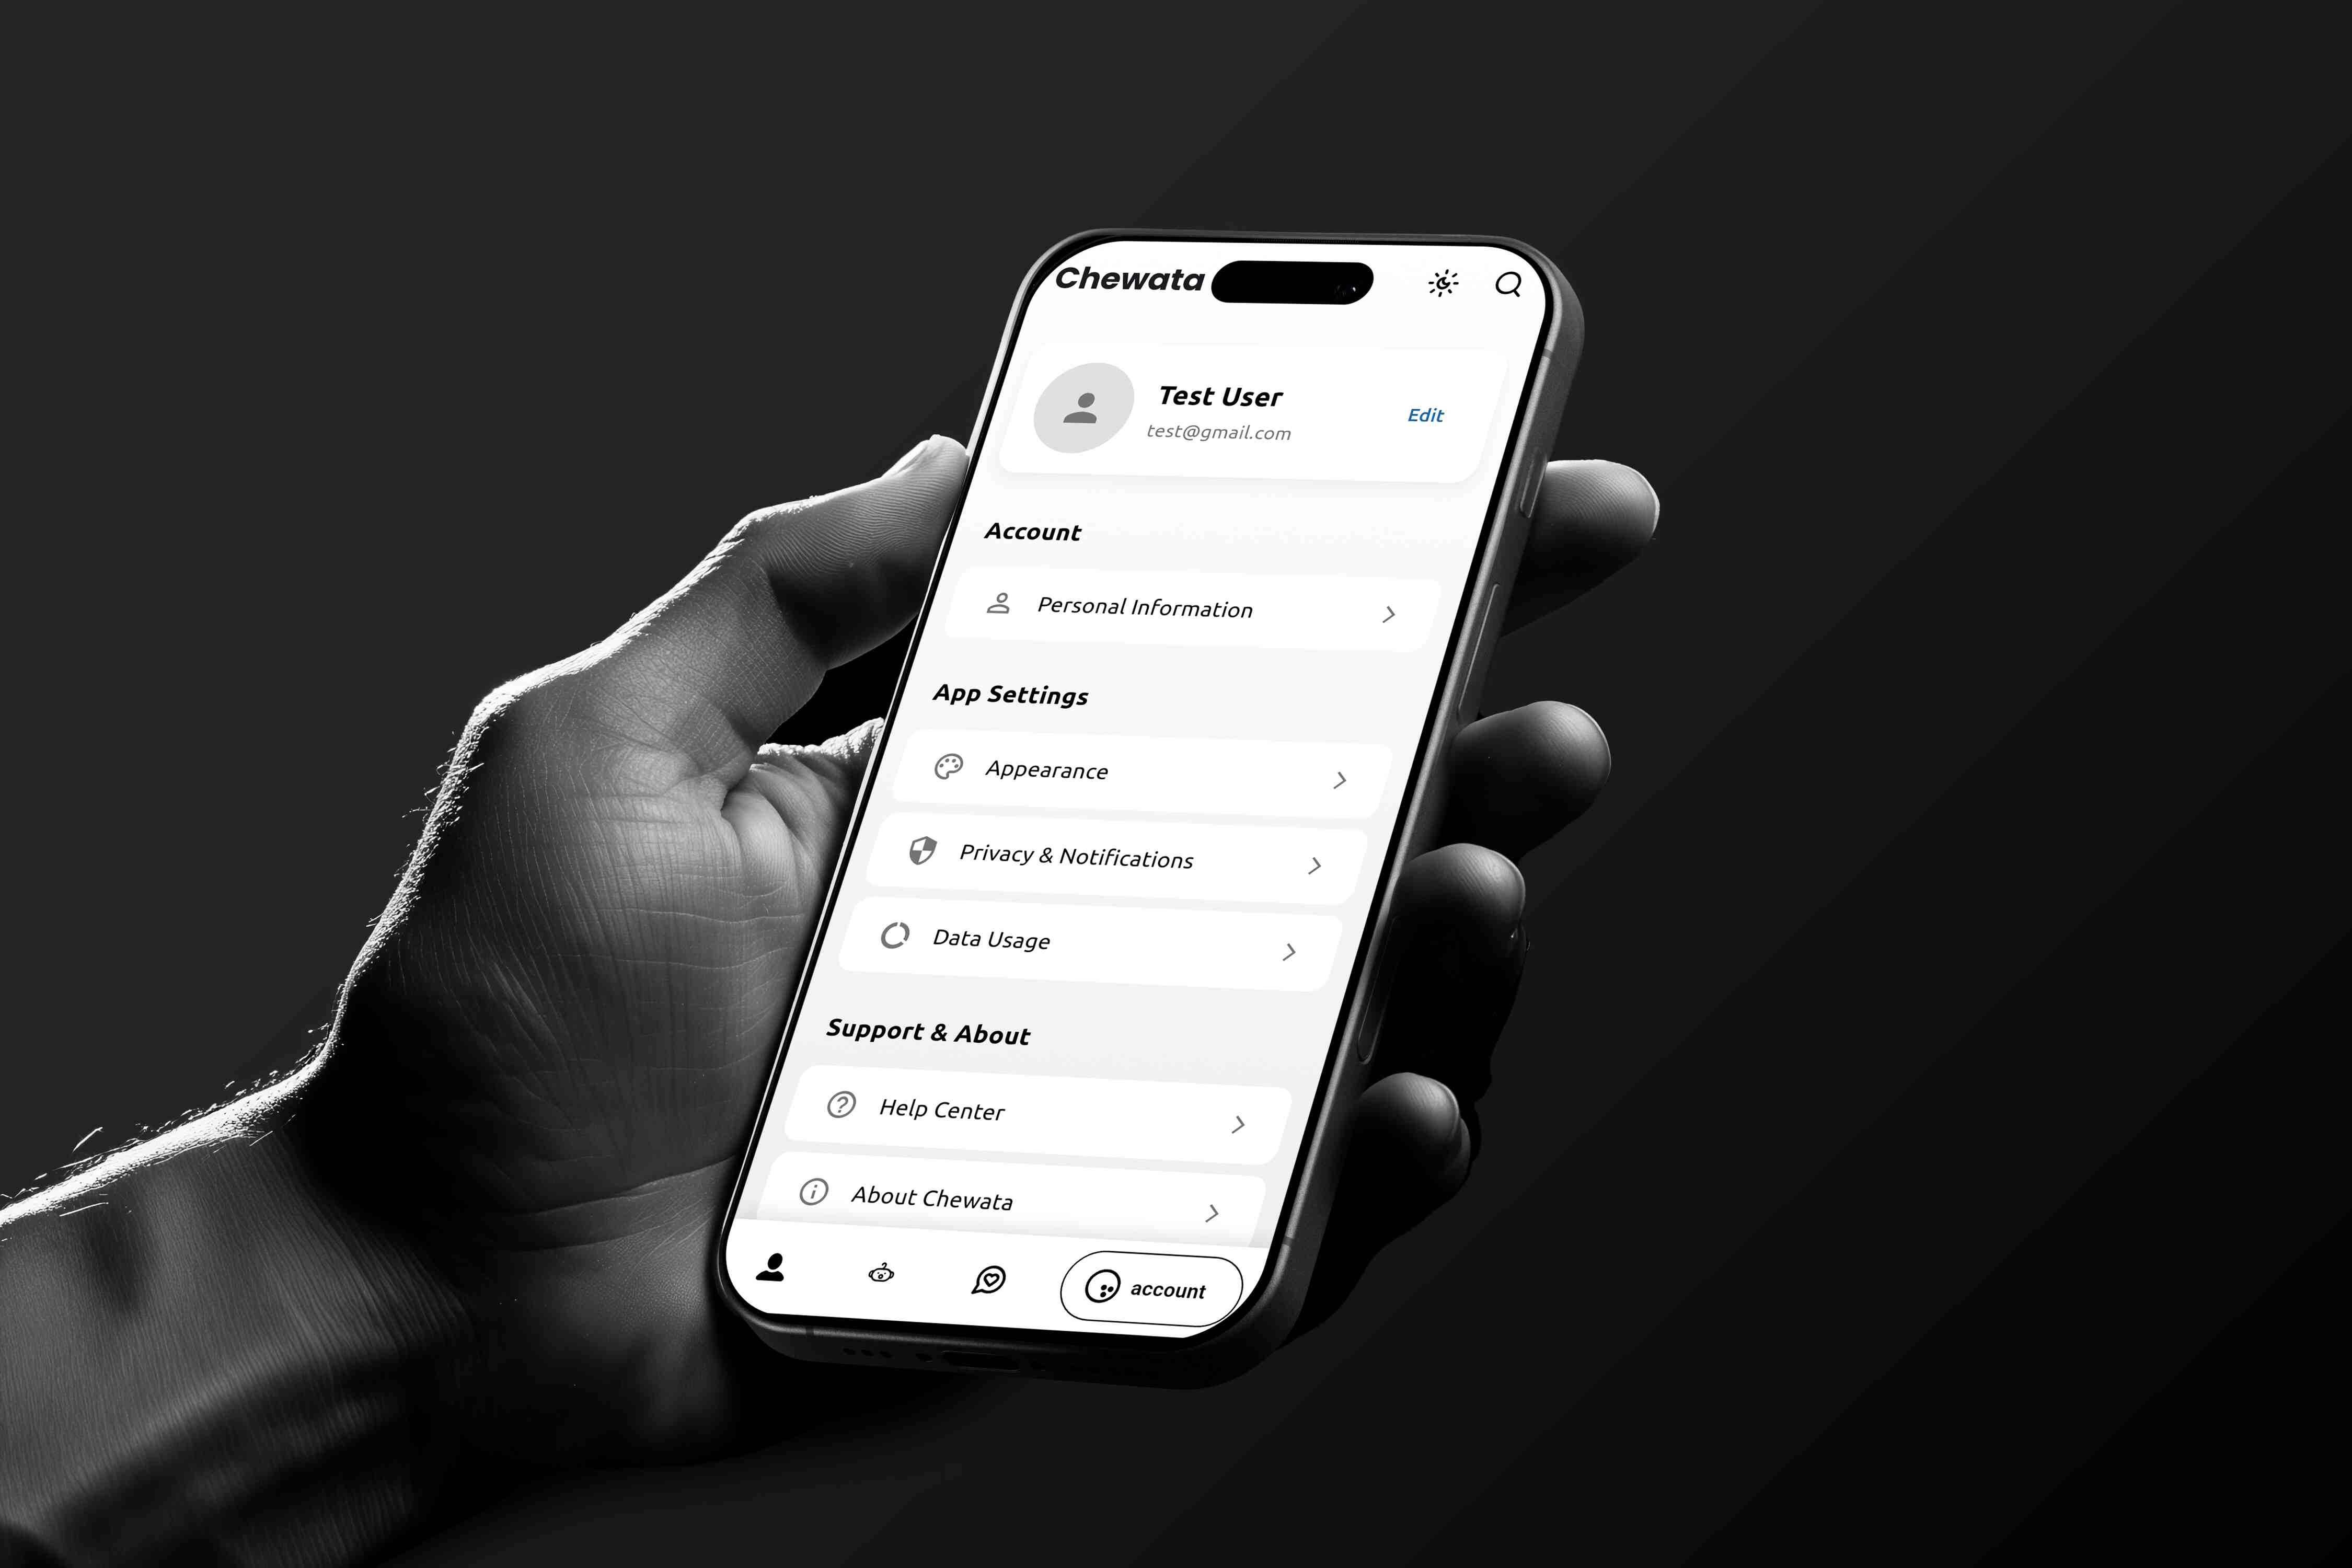 Chewata
Test User
test@gmail.com
Edit
Account
Personal Information
App Settings
Appearance
Privacy & Notifications
Data Usage
Support & About
Help Center
About Chewata
account